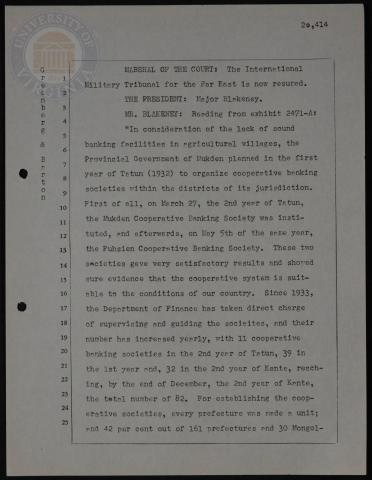 20,414
UNIVERSITY OF VIRGINIA
Greenberg & Barton
1 MARSHAL OF THE COURT: The International
2 Military Tribunal for the Far East is now resumed.
3 THE PRESIDENT: Major Blakeney.
4 MR. BLAKENEY: Reading from exhibit 2471-A:
5 "In consideration of the lack of sound
6 banking facilities in agricultural villages, the
7 Provincial Government of Mukden planned in the first
8 year of Tatun (1932) to organize cooperative banking
9 societies within the districts of its jurisdiction.
10 First of all, on March 27, the 2nd year of Tatun,
11 the Mukden Cooperative Banking Society was insti-
12 tuted, and afterwards, on May 5th of the same year,
13 the Fuhsien Cooperative Banking Society. These two
14 societies gave very satisfactory results and showed
15 sure evidence that the cooperative system is suit-
16 able to the conditions of our country. Since 1933,
17 the Department of Finance has taken direct charge
18 of supervising and guiding the societies, and their
19 number has increased yearly, with 11 cooperative
20 banking societies in the 2nd year of Tatun, 39 in
21 the 1st year and, 32 in the 2nd year of Kante, reach-
22 ing, by the end of December, the 2nd year of Kante,
23 the total number of 82. For establishing the coop-
24 erative societies, every prefecture was made a unit;
25 and 42 per cent out of 161 prefectures and 30 Mongol-